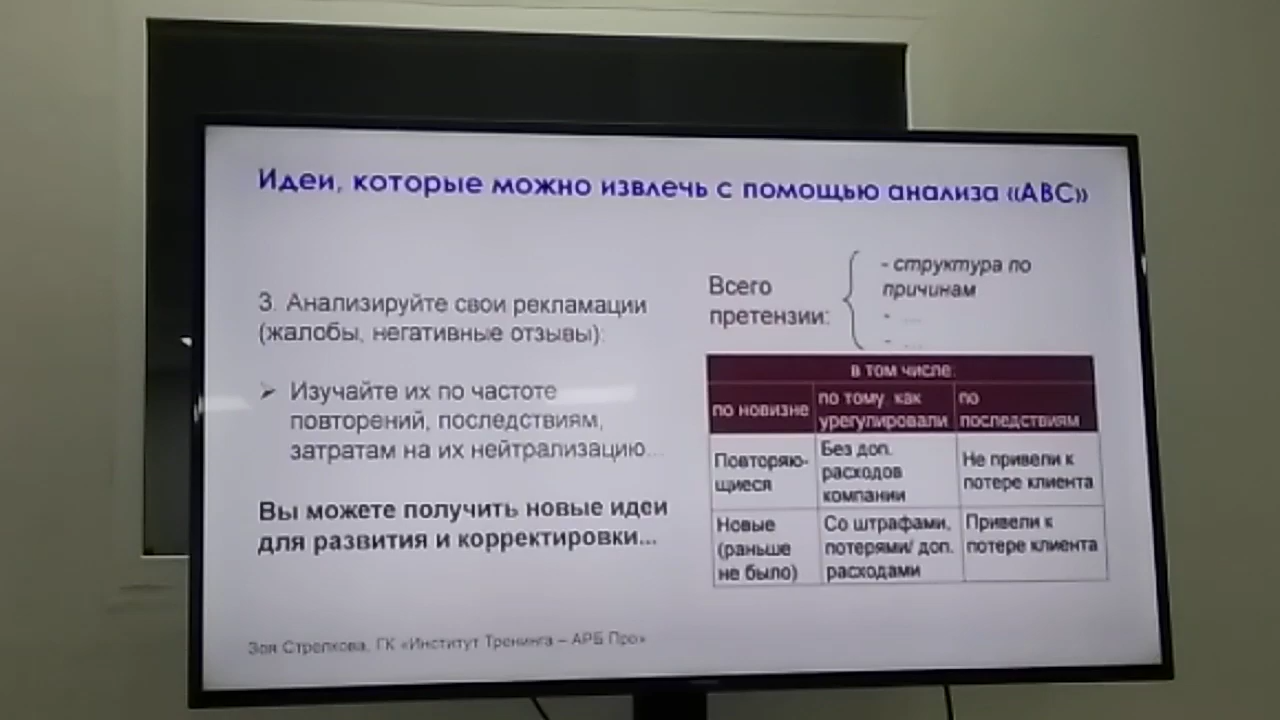 Идеи, которые можно извлечь с помощью анализа «АВС»
3. Анализируйте свои рекламации
(жалобы, негативные отзывы):
➢ Изучайте их по частоте
повторений, последствиям,
затратам на их нейтрализацию...
Вы можете получить новые идеи
для развития и корректировки...
Всего
претензии:
- структура по
причинам
- ...
- ...
в том числе:
по новизне
по тому, как
урегулировали
по
последствиям
Повторяю-
щиеся
Без доп.
расходов
компании
Не привели к
потере клиента
Новые
(раньше
не было)
Со штрафами,
потерями/ доп.
расходами
Привели к
потере клиента
Зоя Стрелкова, ГК «Институт Тренинга – АРБ Про»